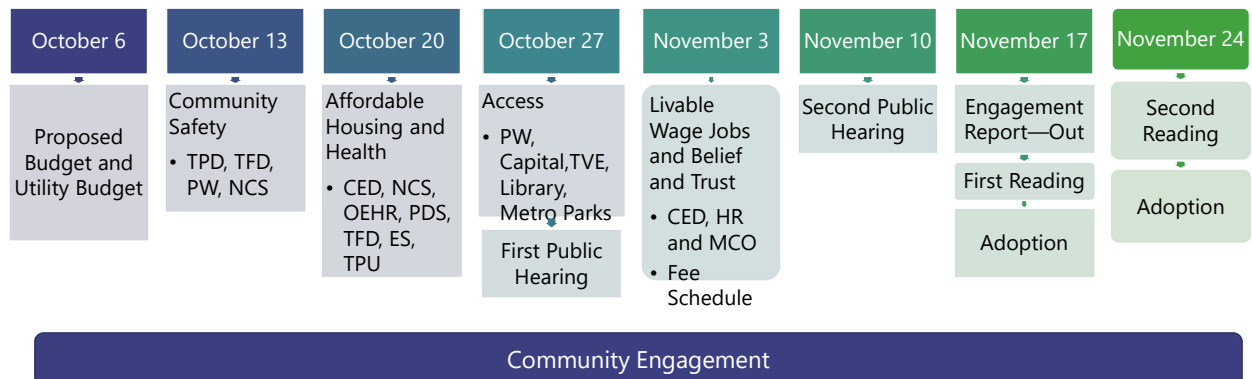 October 6
Proposed
Budget and
Utility Budget
October 13
Community
Safety
• TPD, TFD,
PW, NCS
October 20
Affordable
Housing and
Health
• CED, NCS,
OEHR, PDS,
TFD, ES,
TPU
October 27
Access
• PW,
Capital,TVE,
Library,
Metro Parks
First Public
Hearing
November 3
Livable
Wage Jobs
and Belief
and Trust
• CED, HR
and MCO
• Fee
Schedule
November 10
Second Public
Hearing
November 17
Engagement
Report—Out
First Reading
Adoption
November 24
Second
Reading
Adoption
Community Engagement